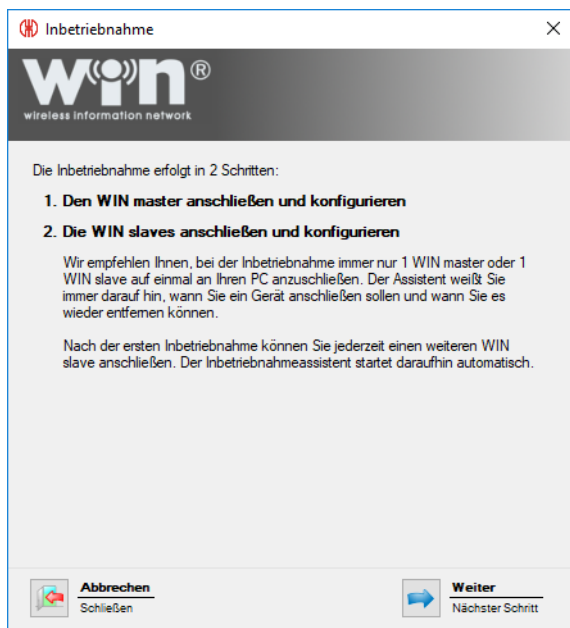 Inbetriebnahme
WIN®
wireless information network
Die Inbetriebnahme erfolgt in 2 Schritten:
1. Den WIN master anschließen und konfigurieren
2. Die WIN slaves anschließen und konfigurieren
Wir empfehlen Ihnen, bei der Inbetriebnahme immer nur 1 WIN master oder 1
WIN slave auf einmal an Ihren PC anzuschließen. Der Assistent weißt Sie
immer darauf hin, wann Sie ein Gerät anschließen sollen und wann Sie es
wieder entfernen können.
Nach der ersten Inbetriebnahme können Sie jederzeit einen weiteren WIN
slave anschließen. Der Inbetriebnahmeassistent startet daraufhin automatisch.
Abbrechen
Schließen
Weiter
Nächster Schritt